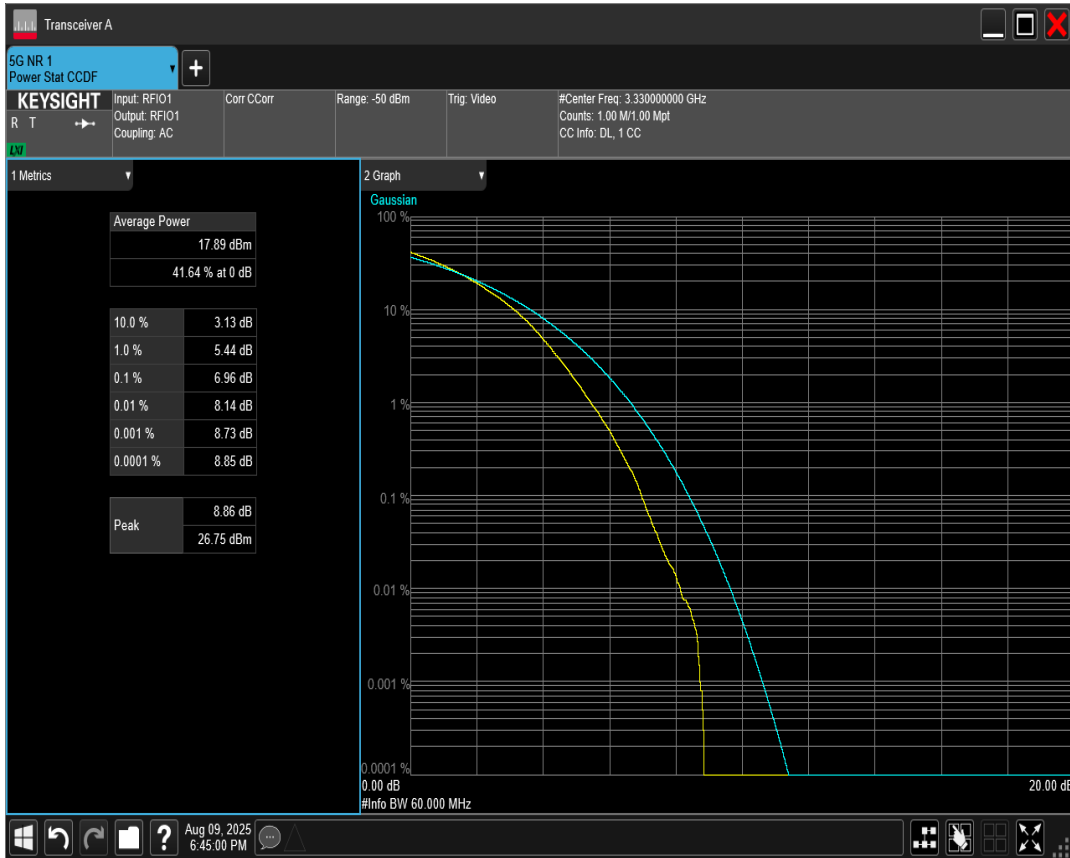 Transceiver A
5G NR 1
Power Stat CCDF
+
KEYSIGHT
R T
LXI
Input: RFIO1
Output: RFIO1
Coupling: AC
Corr CCorr
Range: -50 dBm
Trig: Video
#Center Freq: 3.330000000 GHz
Counts: 1.00 M/1.00 Mpt
CC Info: DL, 1 CC
1 Metrics
Average Power
17.89 dBm
41.64 % at 0 dB
10.0 % 3.13 dB
1.0 % 5.44 dB
0.1 % 6.96 dB
0.01 % 8.14 dB
0.001 % 8.73 dB
0.0001 % 8.85 dB
Peak
8.86 dB
26.75 dBm
2 Graph
Gaussian
100 %
10 %
1 %
0.1 %
0.01 %
0.001 %
0.0001 %
0.00 dB 20.00 dB
#Info BW 60.000 MHz
?
Aug 09, 2025
6:45:00 PM